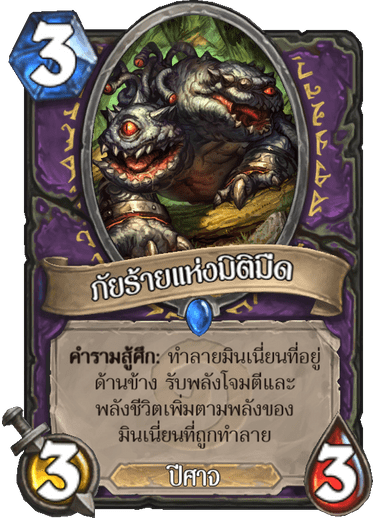 3
ภัยร้ายแห่งมิติมืด
คำรามสู้ศึก: ทำลายมินเนี่ยนที่อยู่
ด้านข้าง รับพลังโจมตีและ
พลังชีวิตเพิ่มตามพลังของ
มินเนี่ยนที่ถูกทำลาย
3
ปีศาจ
3